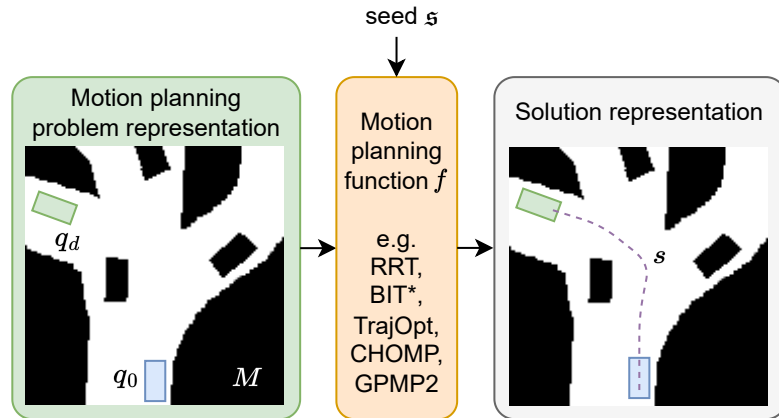 seed 𝔰
Motion planning
problem representation
q_d
q_0
M
Motion
planning
function f
e.g.
RRT,
BIT*,
TrajOpt,
CHOMP,
GPMP2
Solution representation
s